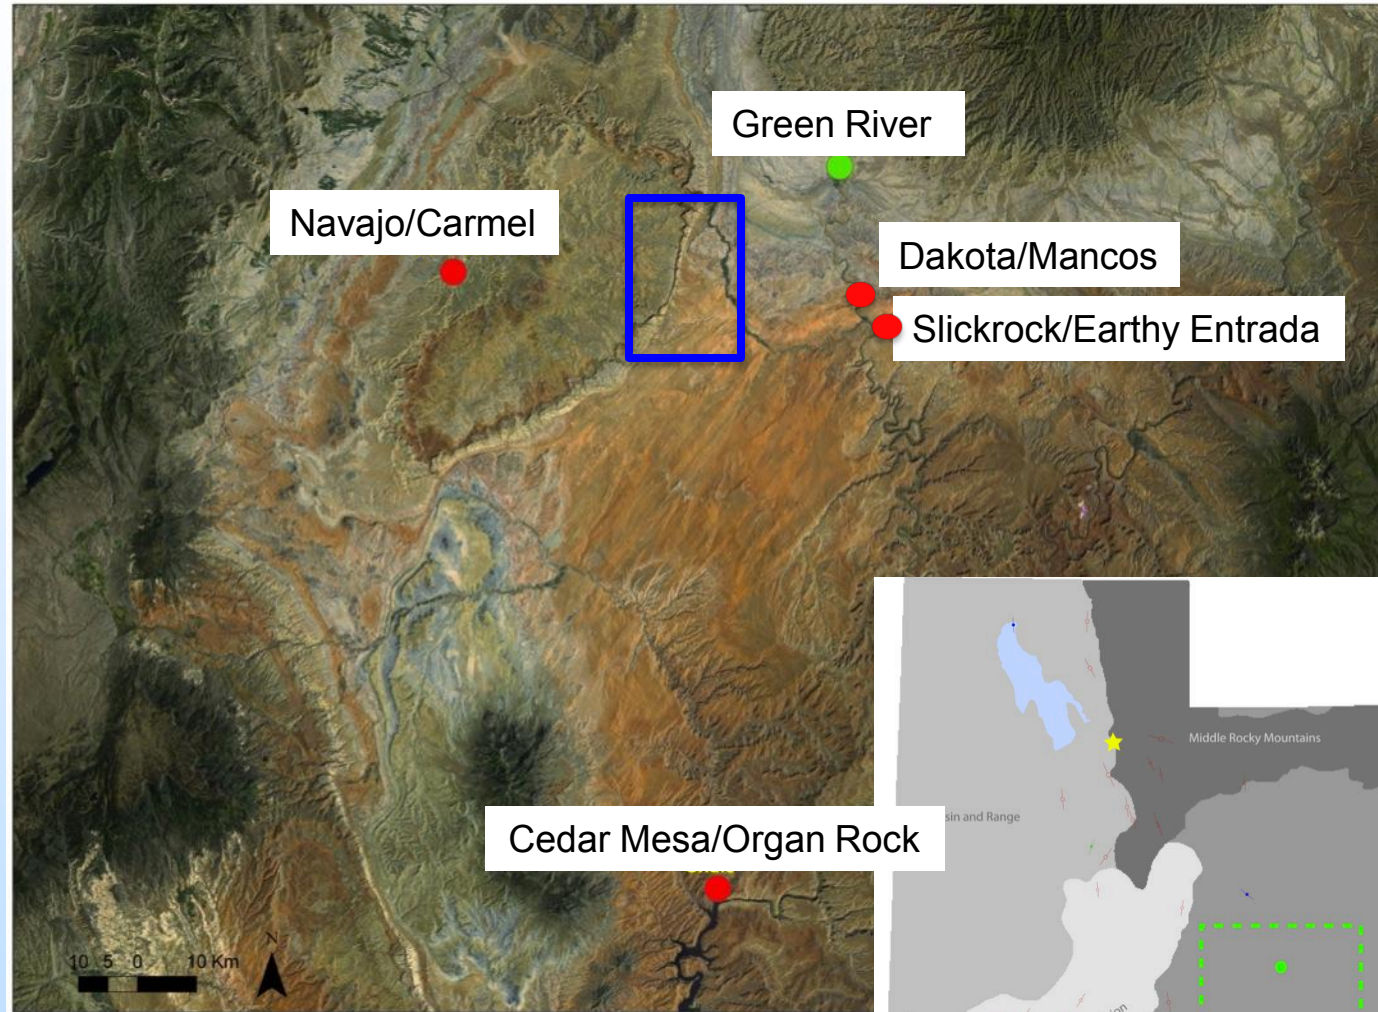 Green River
Navajo/Carmel
Dakota/Mancos
Slickrock/Earthy Entrada
Middle Rocky Mountains
sin and Range
Cedar Mesa/Organ Rock
N
10 5 0 10 Km